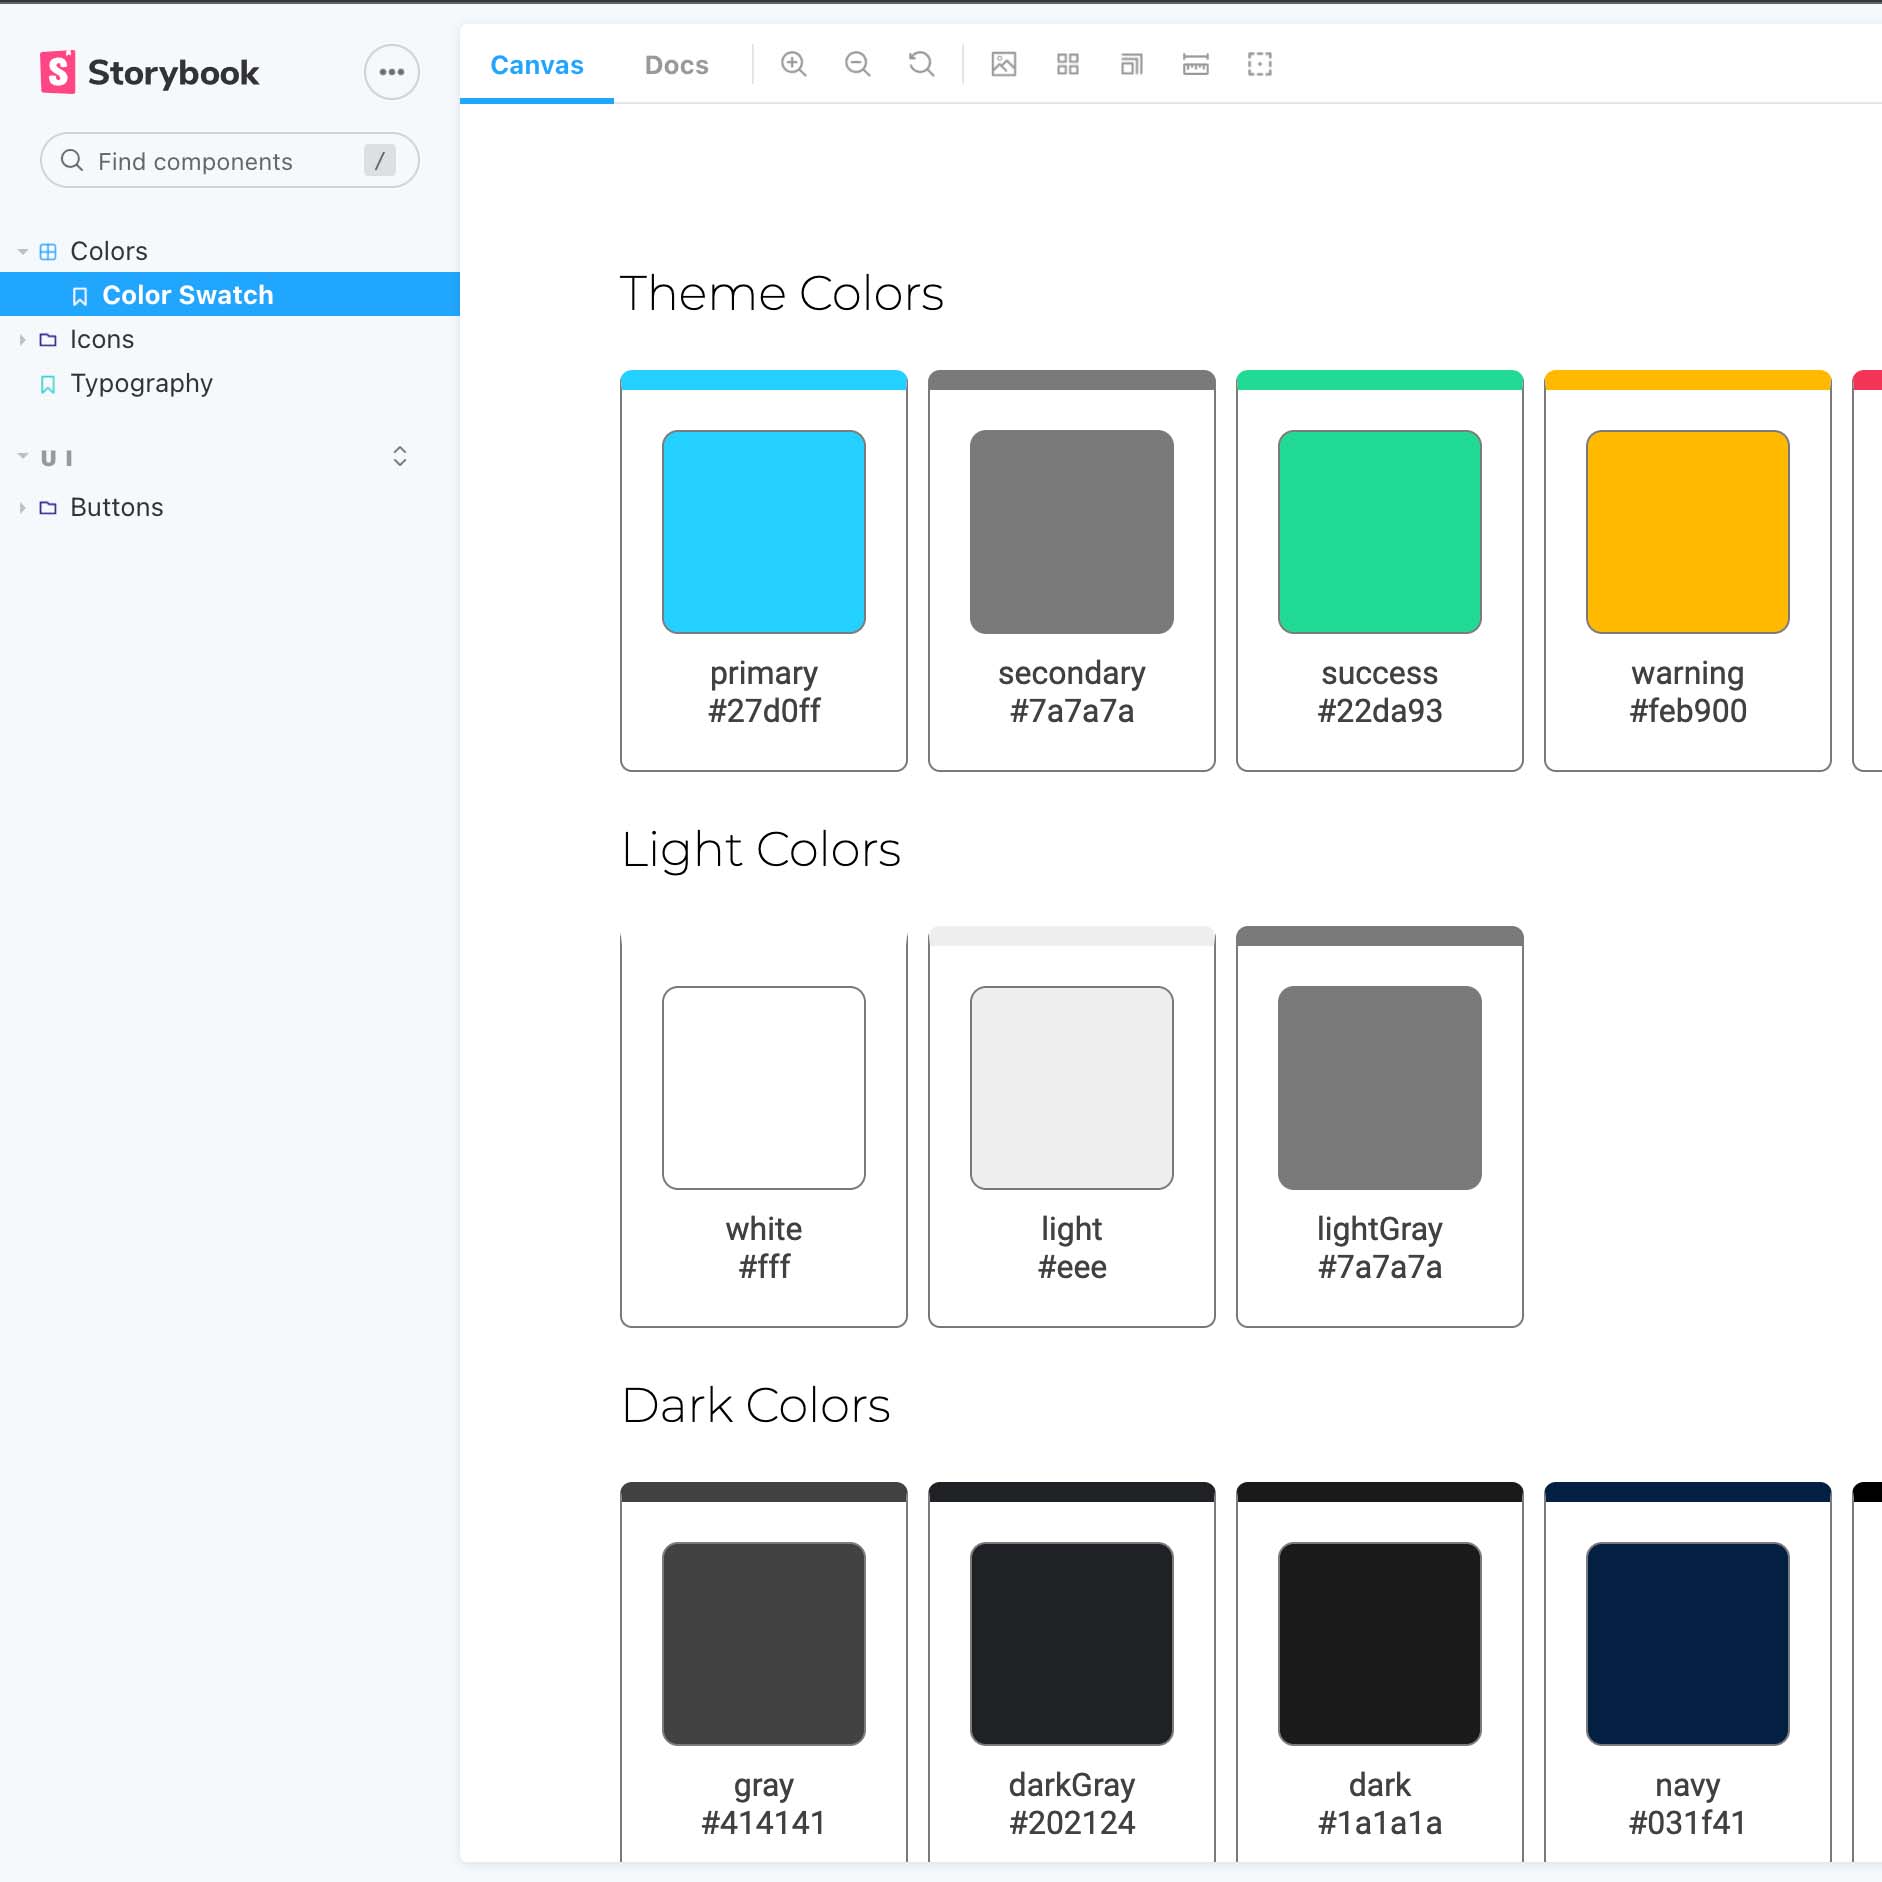 Storybook
Find components
/
Colors
Color Swatch
Icons
Typography
UI
Buttons
Canvas
Docs
Theme Colors
primary
#27d0ff
secondary
#7a7a7a
success
#22da93
warning
#feb900
Light Colors
white
#fff
light
#eee
lightGray
#7a7a7a
Dark Colors
gray
#414141
darkGray
#202124
dark
#1a1a1a
navy
#031f41